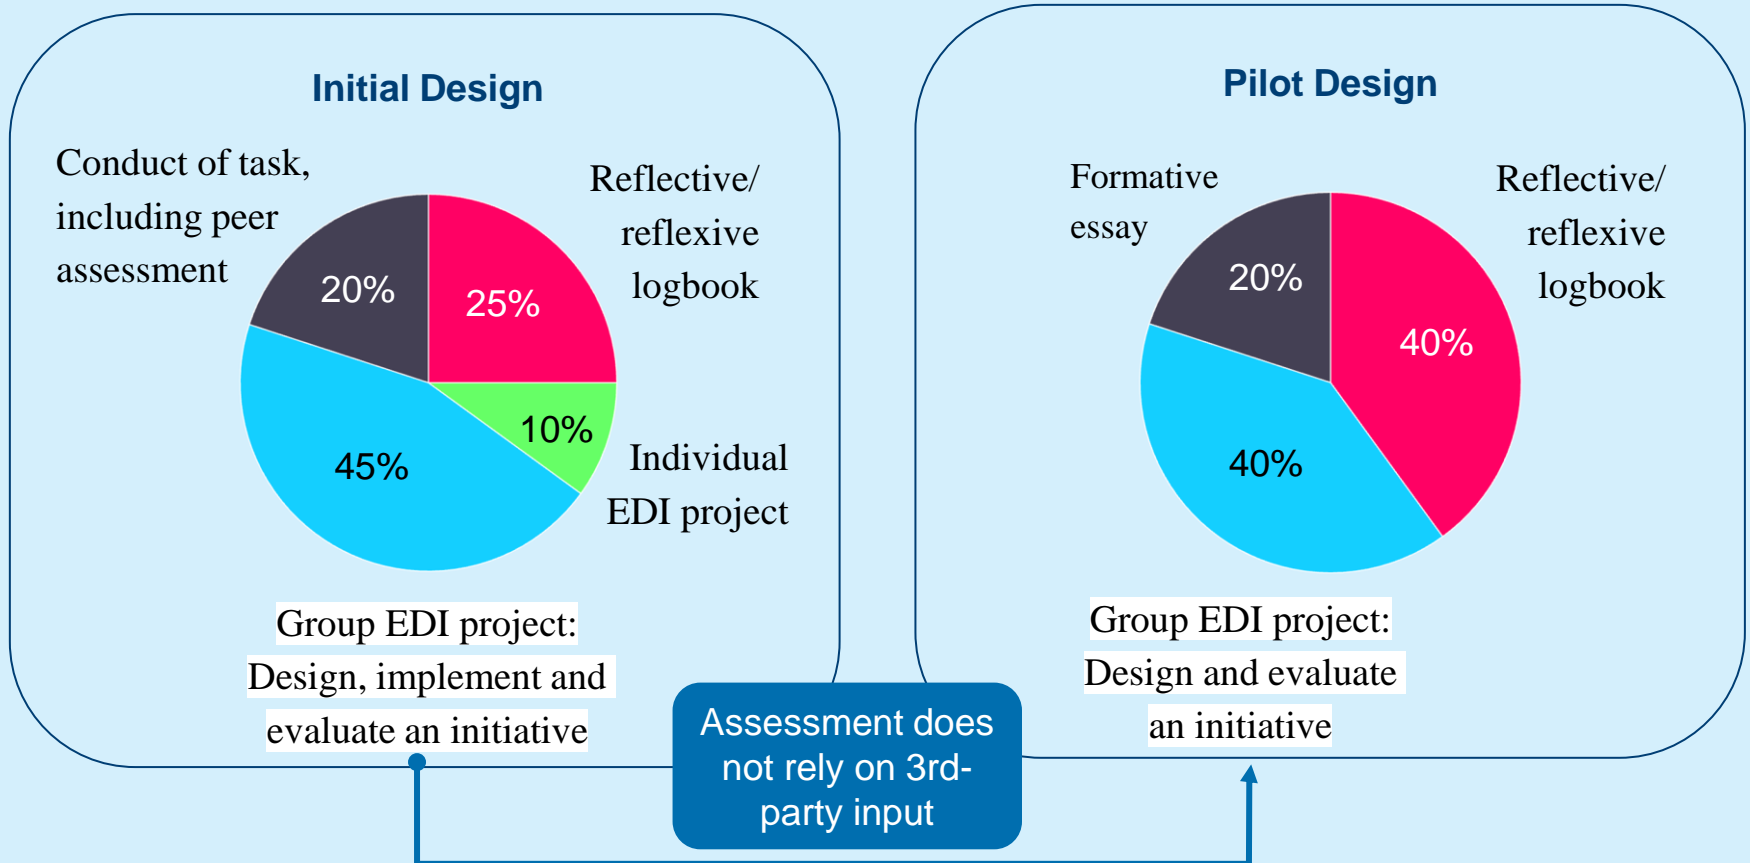 Initial Design
Conduct of task,
including peer
assessment
Reflective/
reflexive
logbook
20%
25%
10%
45%
Individual
EDI project
Group EDI project:
Design, implement and
evaluate an initiative
Pilot Design
Formative
essay
Reflective/
reflexive
logbook
20%
40%
40%
Group EDI project:
Design and evaluate
an initiative
Assessment does
not rely on 3rd-
party input